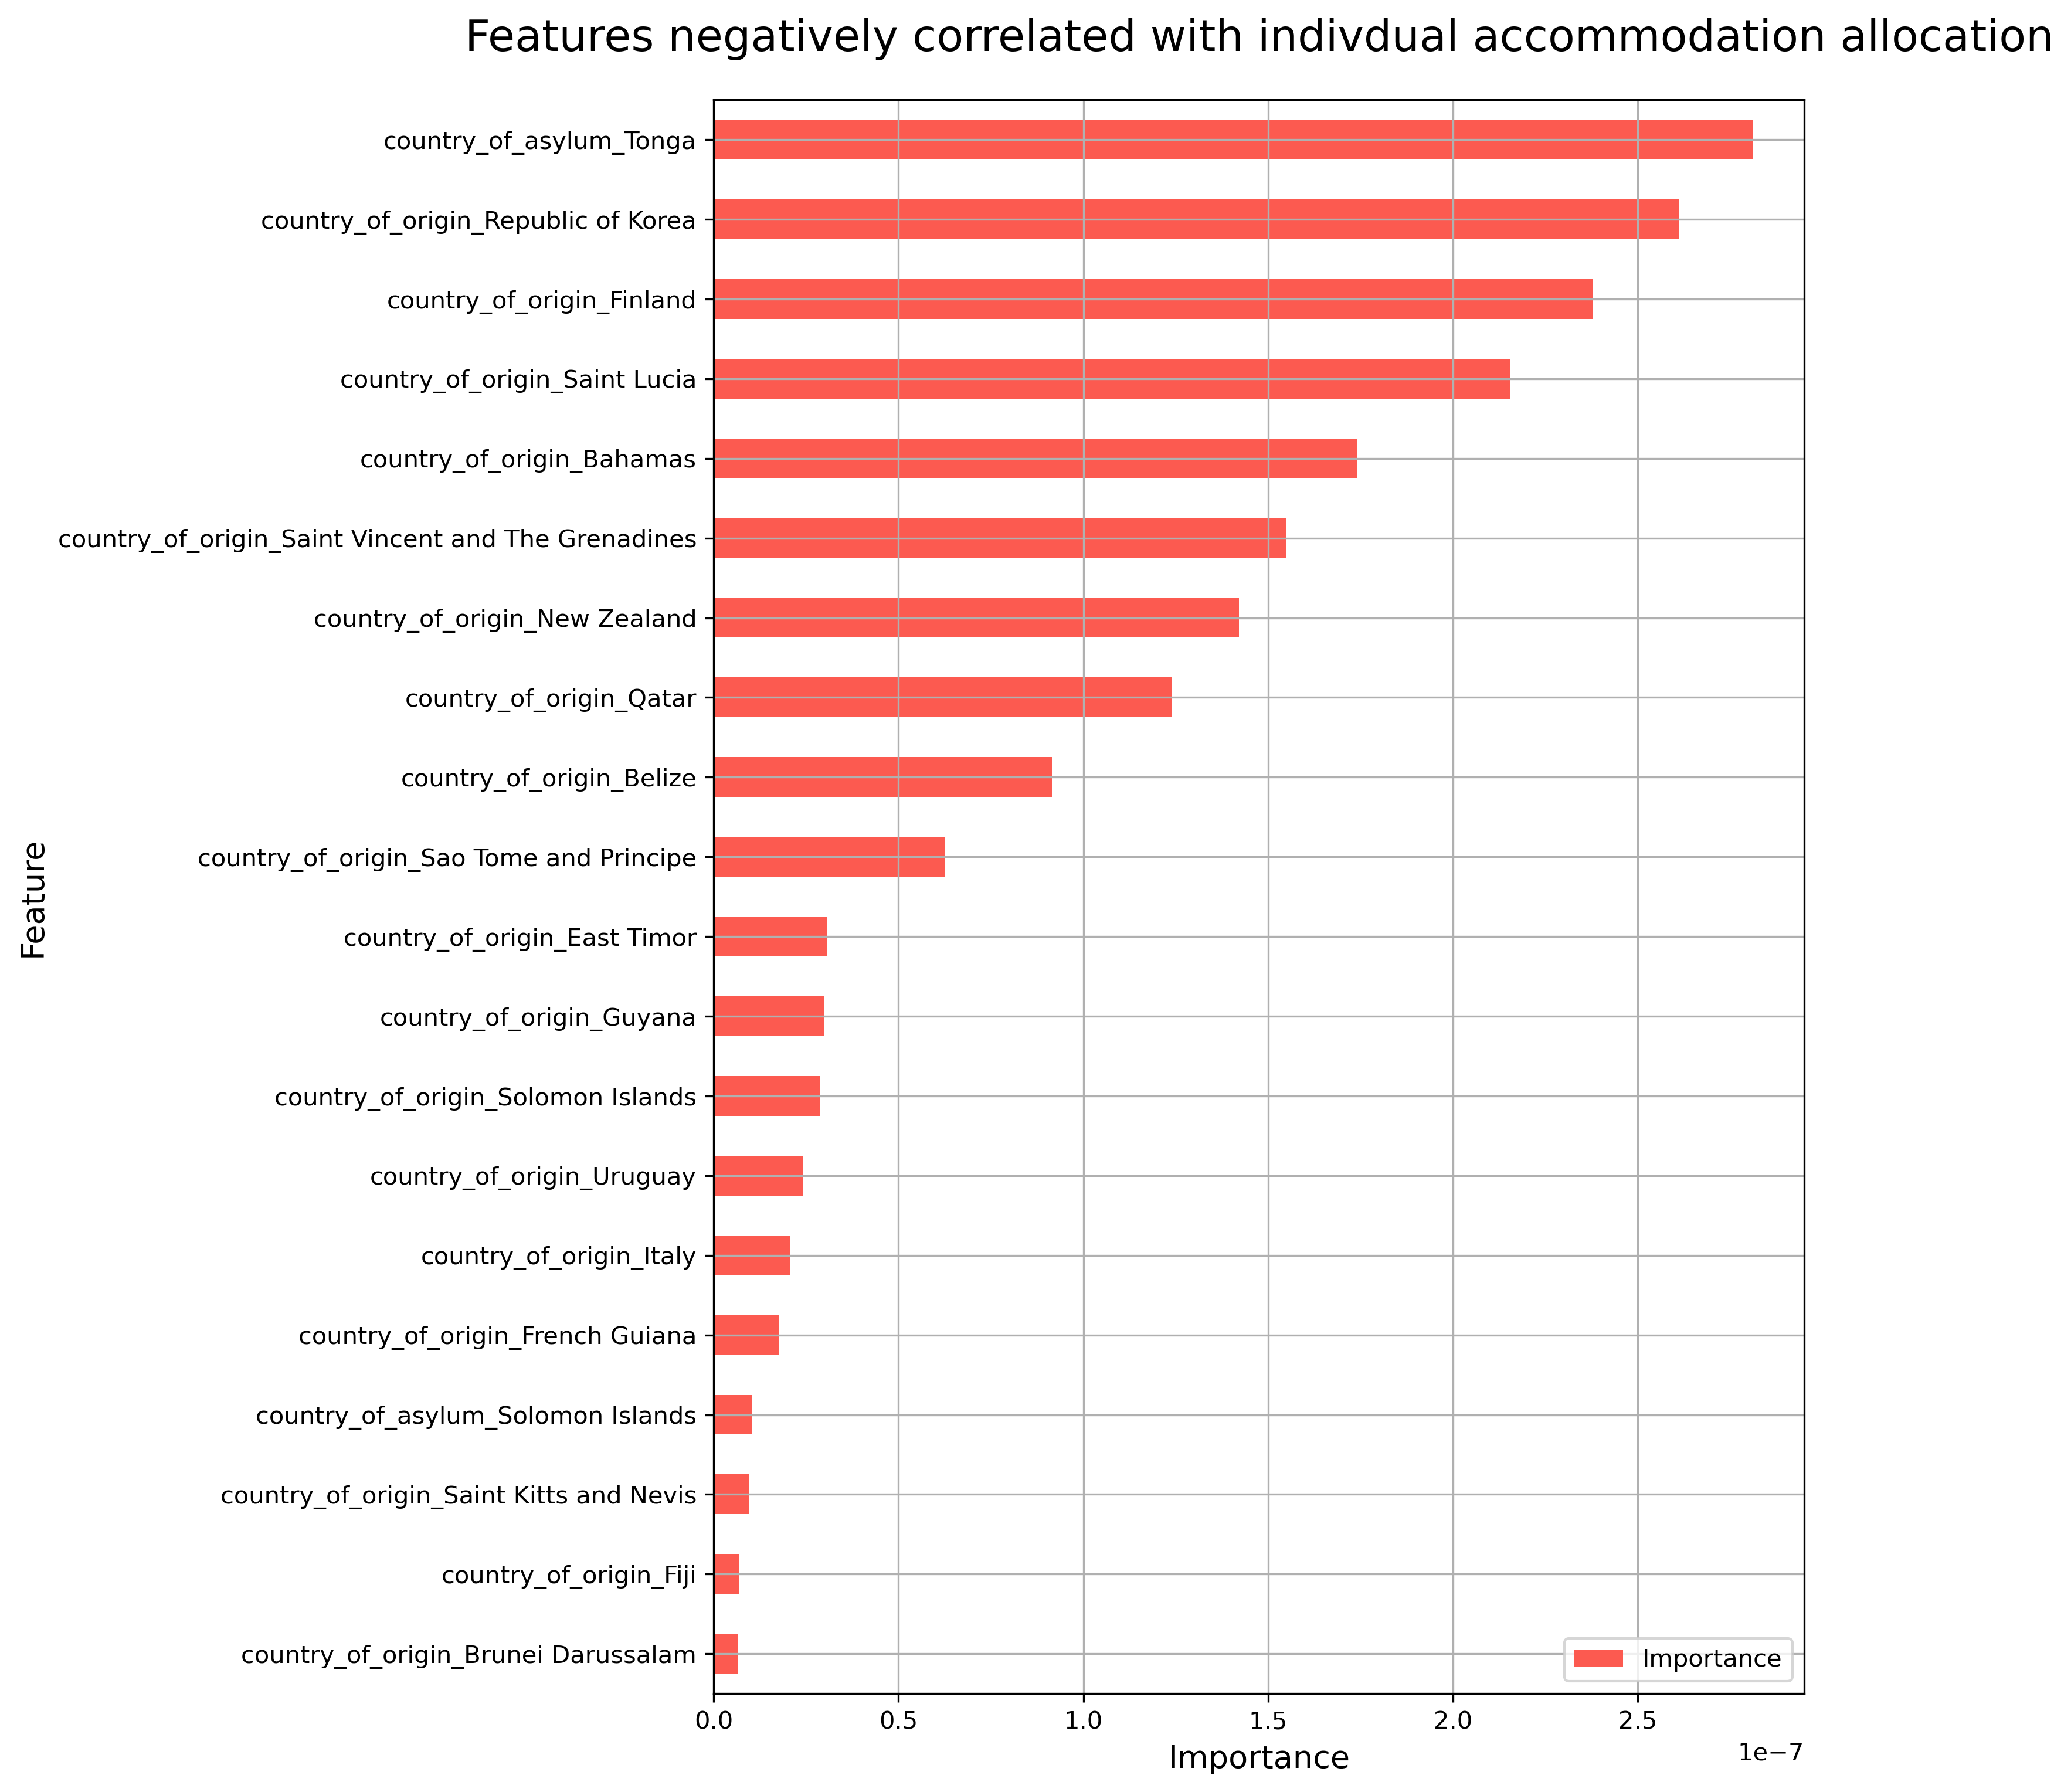 Features negatively correlated with indivdual accommodation allocation
country_of_asylum_Tonga
country_of_origin_Republic of Korea
country_of_origin_Finland
country_of_origin_Saint Lucia
country_of_origin_Bahamas
country_of_origin_Saint Vincent and The Grenadines
country_of_origin_New Zealand
country_of_origin_Qatar
country_of_origin_Belize
country_of_origin_Sao Tome and Principe
country_of_origin_East Timor
country_of_origin_Guyana
country_of_origin_Solomon Islands
country_of_origin_Uruguay
country_of_origin_Italy
country_of_origin_French Guiana
country_of_asylum_Solomon Islands
country_of_origin_Saint Kitts and Nevis
country_of_origin_Fiji
country_of_origin_Brunei Darussalam
Feature
Importance
0.0 0.5 1.0 1.5 2.0 2.5
1e−7
Importance